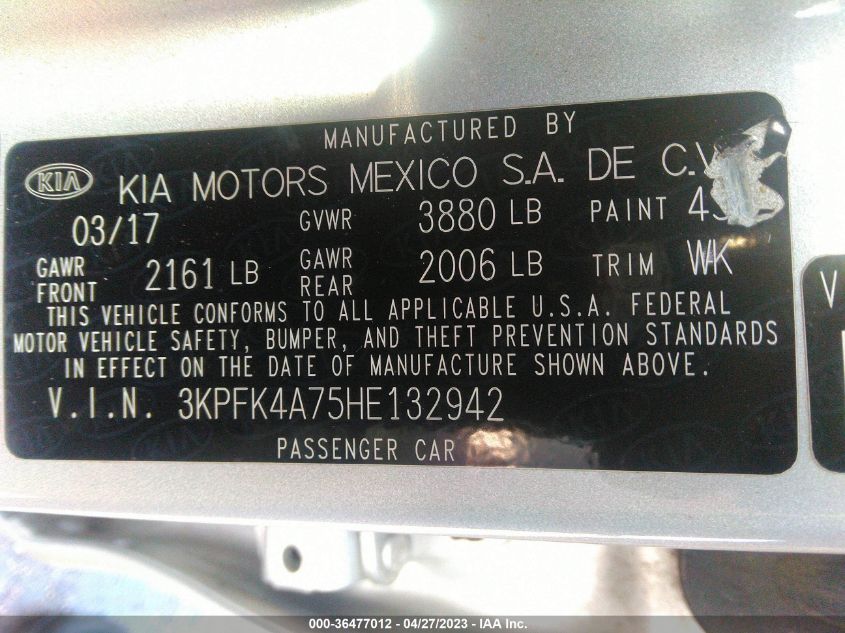 MANUFACTURED BY
KIA KIA MOTORS MEXICO S.A. DE C.V
03/17 GVWR 3880 LB PAINT
GAWR FRONT 2161 LB GAWR REAR 2006 LB TRIM WK
THIS VEHICLE CONFORMS TO ALL APPLICABLE U.S.A. FEDERAL
MOTOR VEHICLE SAFETY, BUMPER, AND THEFT PREVENTION STANDARDS
IN EFFECT ON THE DATE OF MANUFACTURE SHOWN ABOVE.
V.I.N. 3KPFK4A75HE132942
PASSENGER CAR
V
000-36477012 - 04/27/2023 - IAA Inc.